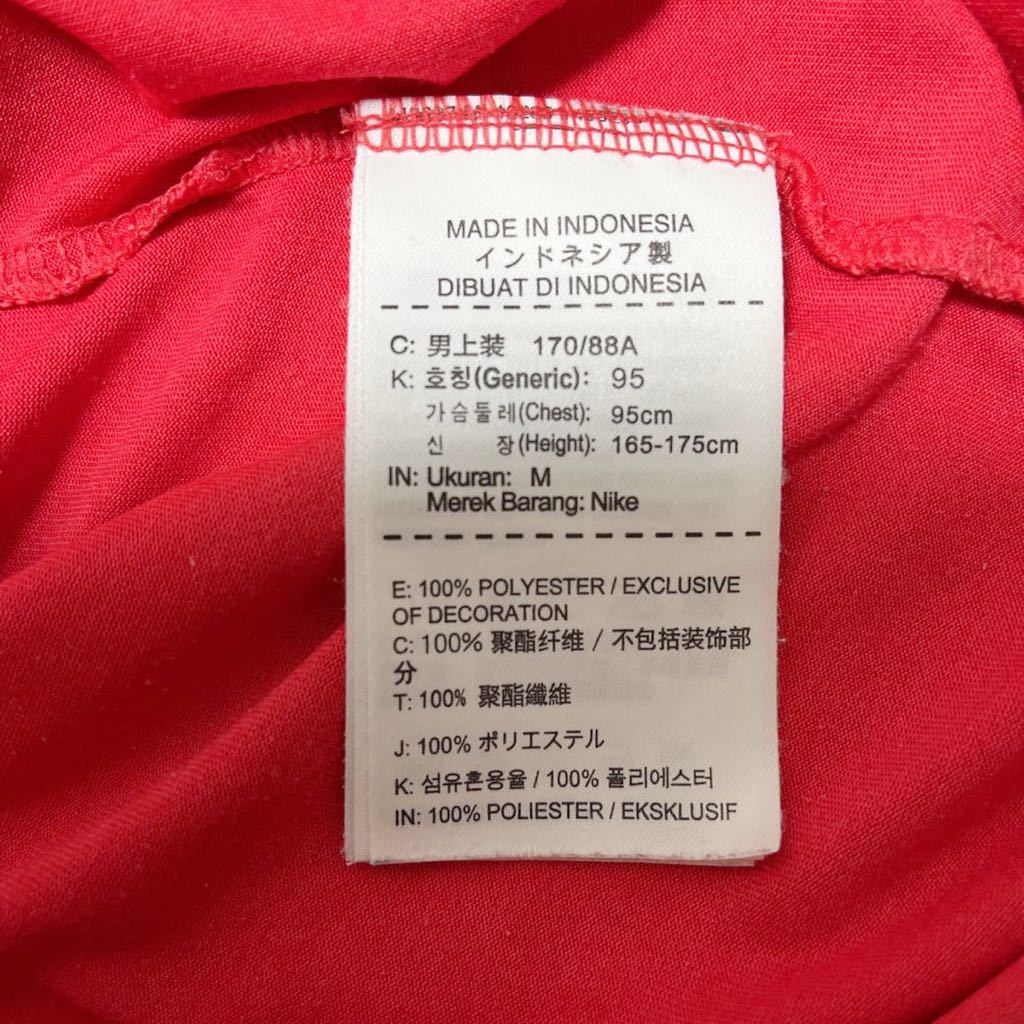 MADE IN INDONESIA
インドネシア製
DIBUAT DI INDONESIA
C: 男上装 170/88A
K: 호칭(Generic): 95
가슴둘레(Chest): 95cm
신 장(Height): 165-175cm
IN: Ukuran: M
Merek Barang: Nike
E: 100% POLYESTER / EXCLUSIVE
OF DECORATION
C: 100% 聚酯纤维 / 不包括装饰部
分
T: 100% 聚酯纖維
J: 100% ポリエステル
K: 섬유혼용율 / 100% 폴리에스터
IN: 100% POLIESTER / EKSKLUSIF